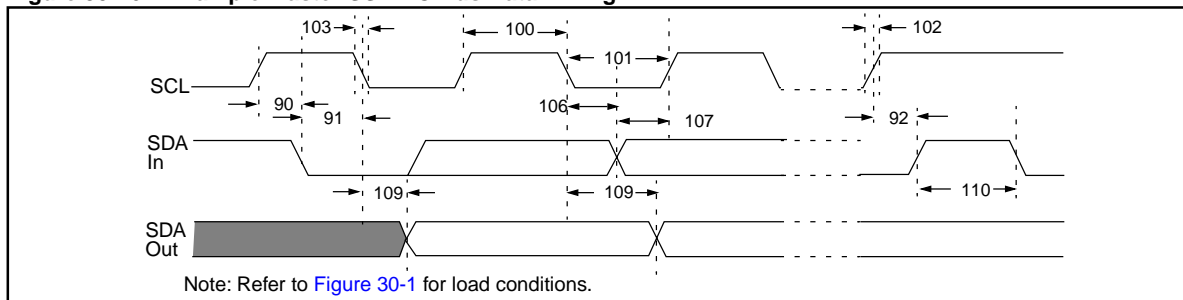 103
100
102
101
SCL
90
91
106
107
92
SDA
In
109
109
110
SDA
Out
Note: Refer to Figure 30-1 for load conditions.